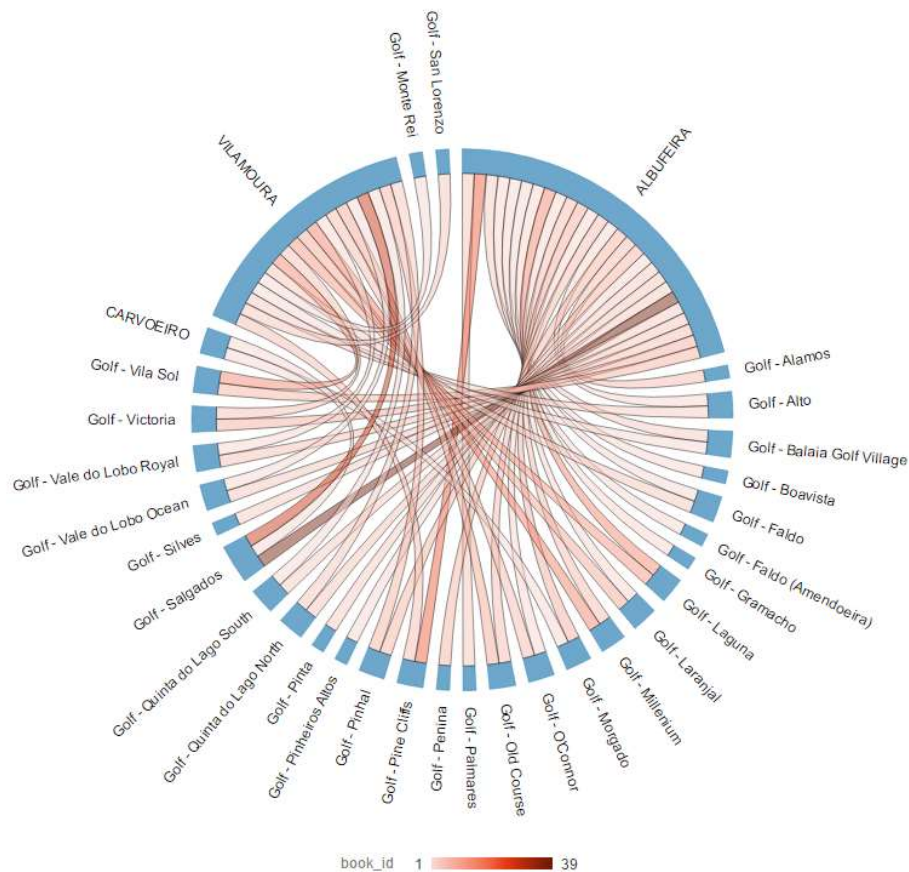 Golf - San Lorenzo
ALBUFEIRA
Golf - Alamos
Golf - Alto
Golf - Balaia Golf Village
Golf - Boavista
Golf - Faldo
Golf - Faldo (Amendoeira)
Golf - Gramacho
Golf - Laguna
Golf - Laranjal
Golf - Millenium
Golf - Morgado
Golf - O'Connor
Golf - Old Course
Golf - Palmares
Golf - Penina
Golf - Pine Cliffs
Golf - Pinhal
Golf - Pinheiros Altos
Golf - Pinta
Golf - Quinta do Lago North
Golf - Quinta do Lago South
Golf - Salgados
Golf - Silves
Golf - Vale do Lobo Ocean
Golf - Vale do Lobo Royal
Golf - Victoria
Golf - Vila Sol
CARVOEIRO
VILAMOURA
Golf - Monte Rei
book_id 1 39